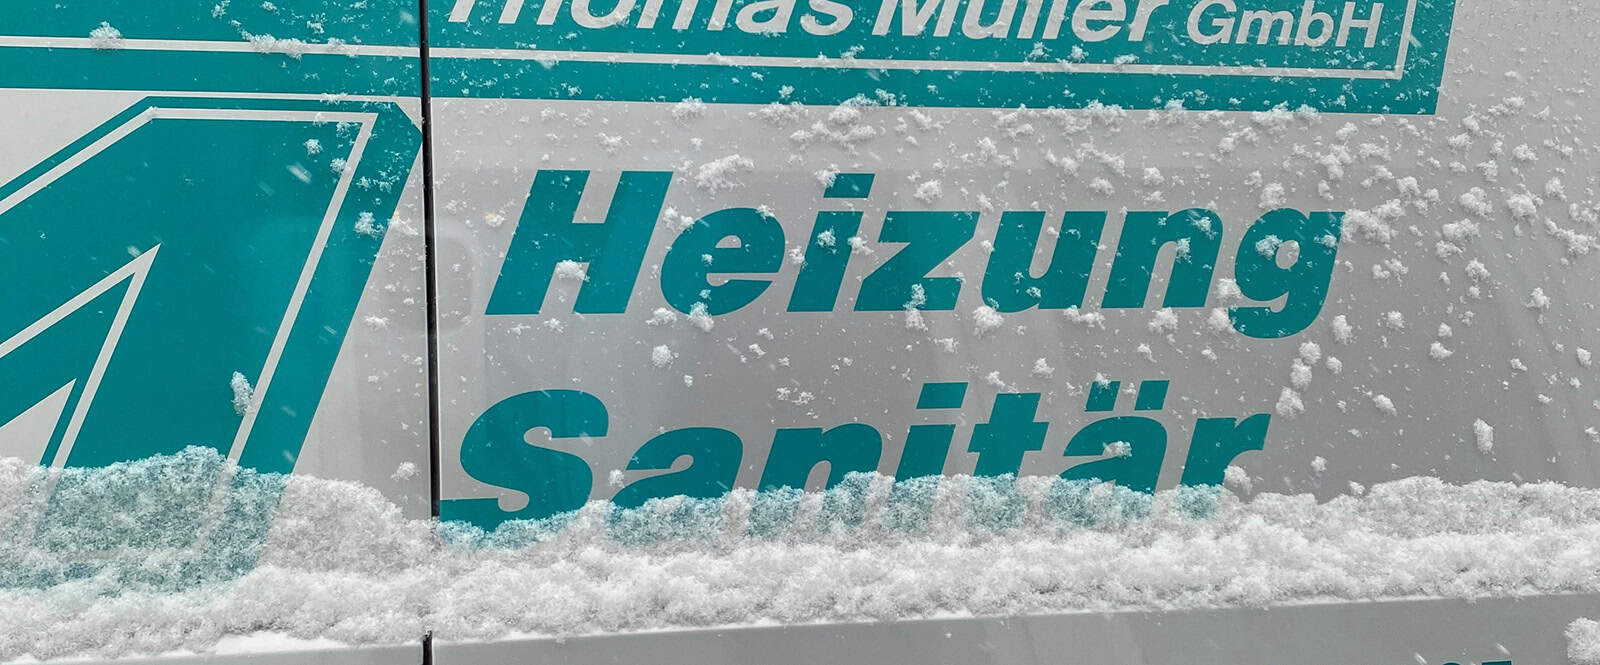 Thomas Müller GmbH
Heizung
Sanitär